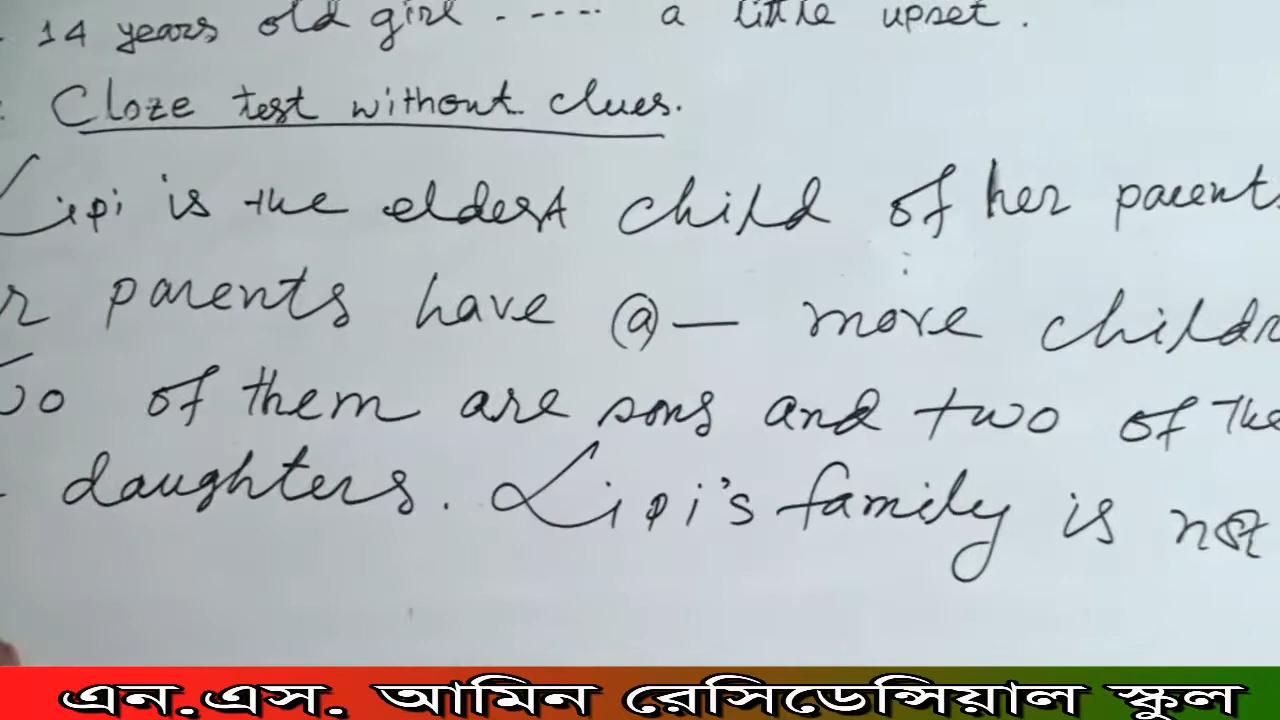 14 years old girl - ---- a little upset.
Cloze test without clues.
Lipi is the eldest child of her parents
parents have ⓐ — more childr
of them are sons and two of the
daughters. Lipi's family is not
এন.এস. আমিন রেসিডেন্সিয়াল স্কুল